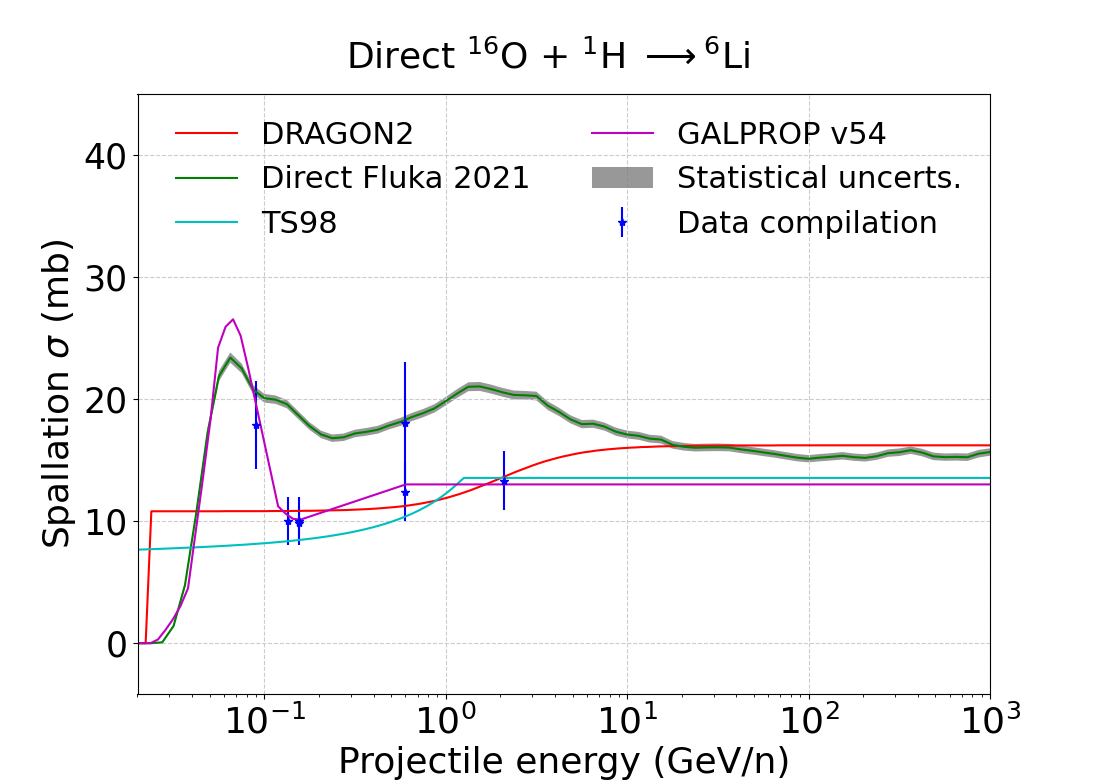 Direct ¹⁶O + ¹H ⟶ ⁶Li
DRAGON2
Direct Fluka 2021
TS98
GALPROP v54
Statistical uncerts.
Data compilation
Spallation σ (mb)
40
30
20
10
0
10⁻¹ 10⁰ 10¹ 10² 10³
Projectile energy (GeV/n)